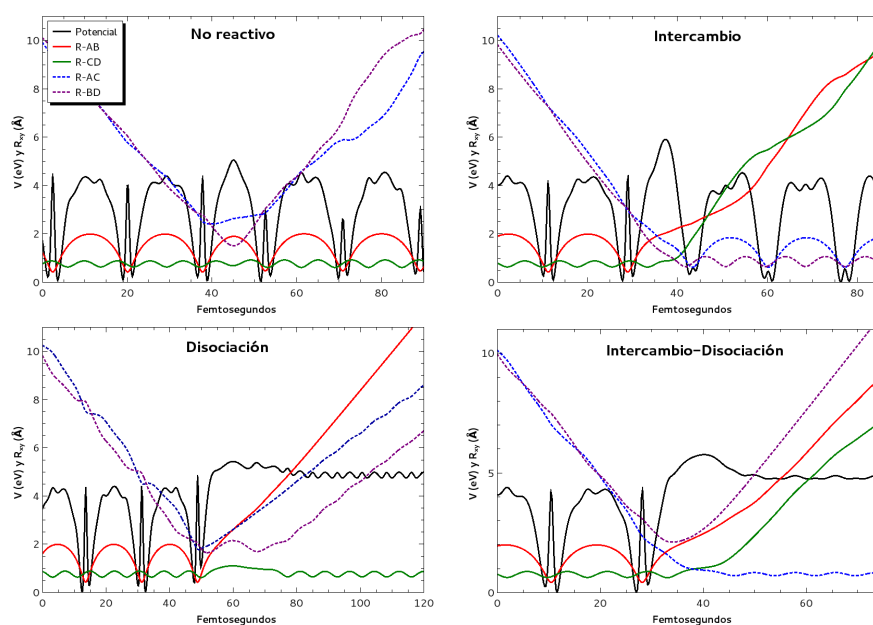 No reactivo
Potencial
R-AB
R-CD
R-AC
R-BD
V (eV) y Rxy (Å)
10
8
6
4
2
0
0 20 40 60 80
Femtosegundos
Intercambio
V (eV) y Rxy (Å)
10
8
6
4
2
0
0 20 40 60 80
Femtosegundos
Disociación
V (eV) y Rxy (Å)
10
8
6
4
2
0
0 20 40 60 80 100 120
Femtosegundos
Intercambio-Disociación
V (eV) y Rxy (Å)
10
5
0
0 20 40 60
Femtosegundos